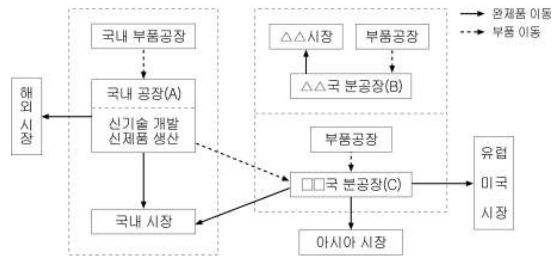 국내 부품공장
국내 공장(A)
신기술 개발
신제품 생산
해외시장
국내 시장
△△시장
부품공장
△△국 분공장(B)
부품공장
□□국 분공장(C)
아시아 시장
유럽
미국
시장
완제품 이동
부품 이동